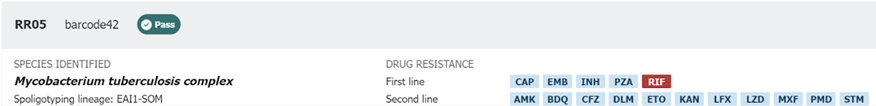 RR05 barcode42 Pass
SPECIES IDENTIFIED DRUG RESISTANCE
Mycobacterium tuberculosis complex First line CAP EMB INH PZA RIF
Spoligotyping lineage: EAI1-SOM Second line AMK BDQ CFZ DLM ETO KAN LFX LZD MXF PMD STM